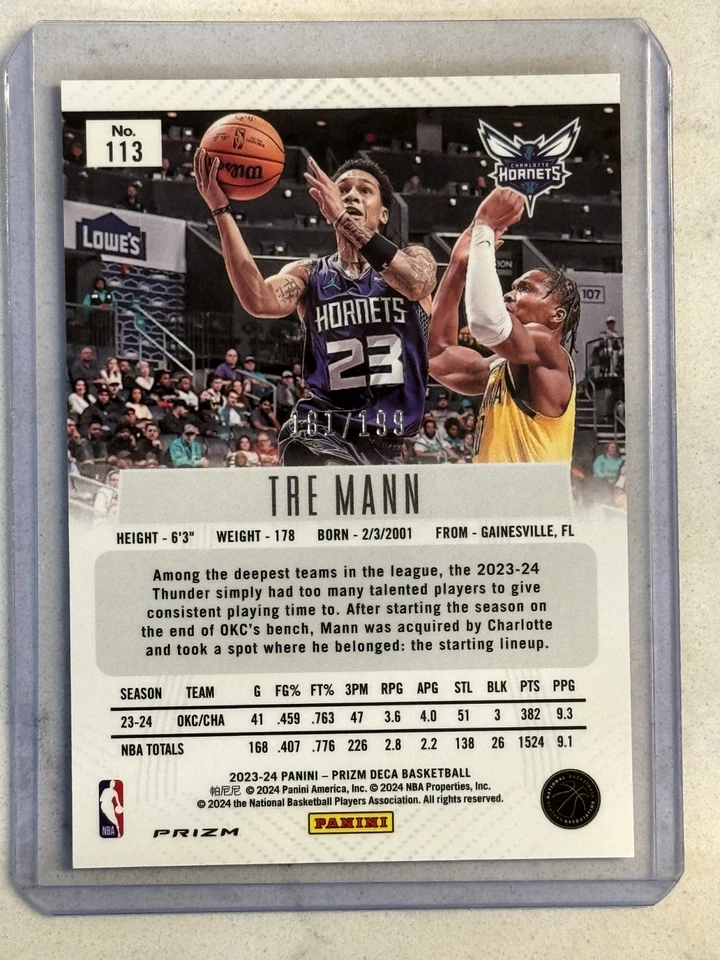 No.
113
Wilson
CHARLOTTE
HORNETS
LOWE'S
107
HORNETS
23
161/199
TRE MANN
HEIGHT - 6'3" WEIGHT - 178 BORN - 2/3/2001 FROM - GAINESVILLE, FL
Among the deepest teams in the league, the 2023-24
Thunder simply had too many talented players to give
consistent playing time to. After starting the season on
the end of OKC's bench, Mann was acquired by Charlotte
and took a spot where he belonged: the starting lineup.
SEASON TEAM G FG% FT% 3PM RPG APG STL BLK PTS PPG
23-24 OKC/CHA 41 .459 .763 47 3.6 4.0 51 3 382 9.3
NBA TOTALS 168 .407 .776 226 2.8 2.2 138 26 1524 9.1
2023-24 PANINI – PRIZM DECA BASKETBALL
帕尼尼 © 2024 Panini America, Inc. © 2024 NBA Properties, Inc.
© 2024 the National Basketball Players Association. All rights reserved.
NBA
PRIZM
PANINI
NATIONAL BASKETBALL
PLAYERS ASSOCIATION